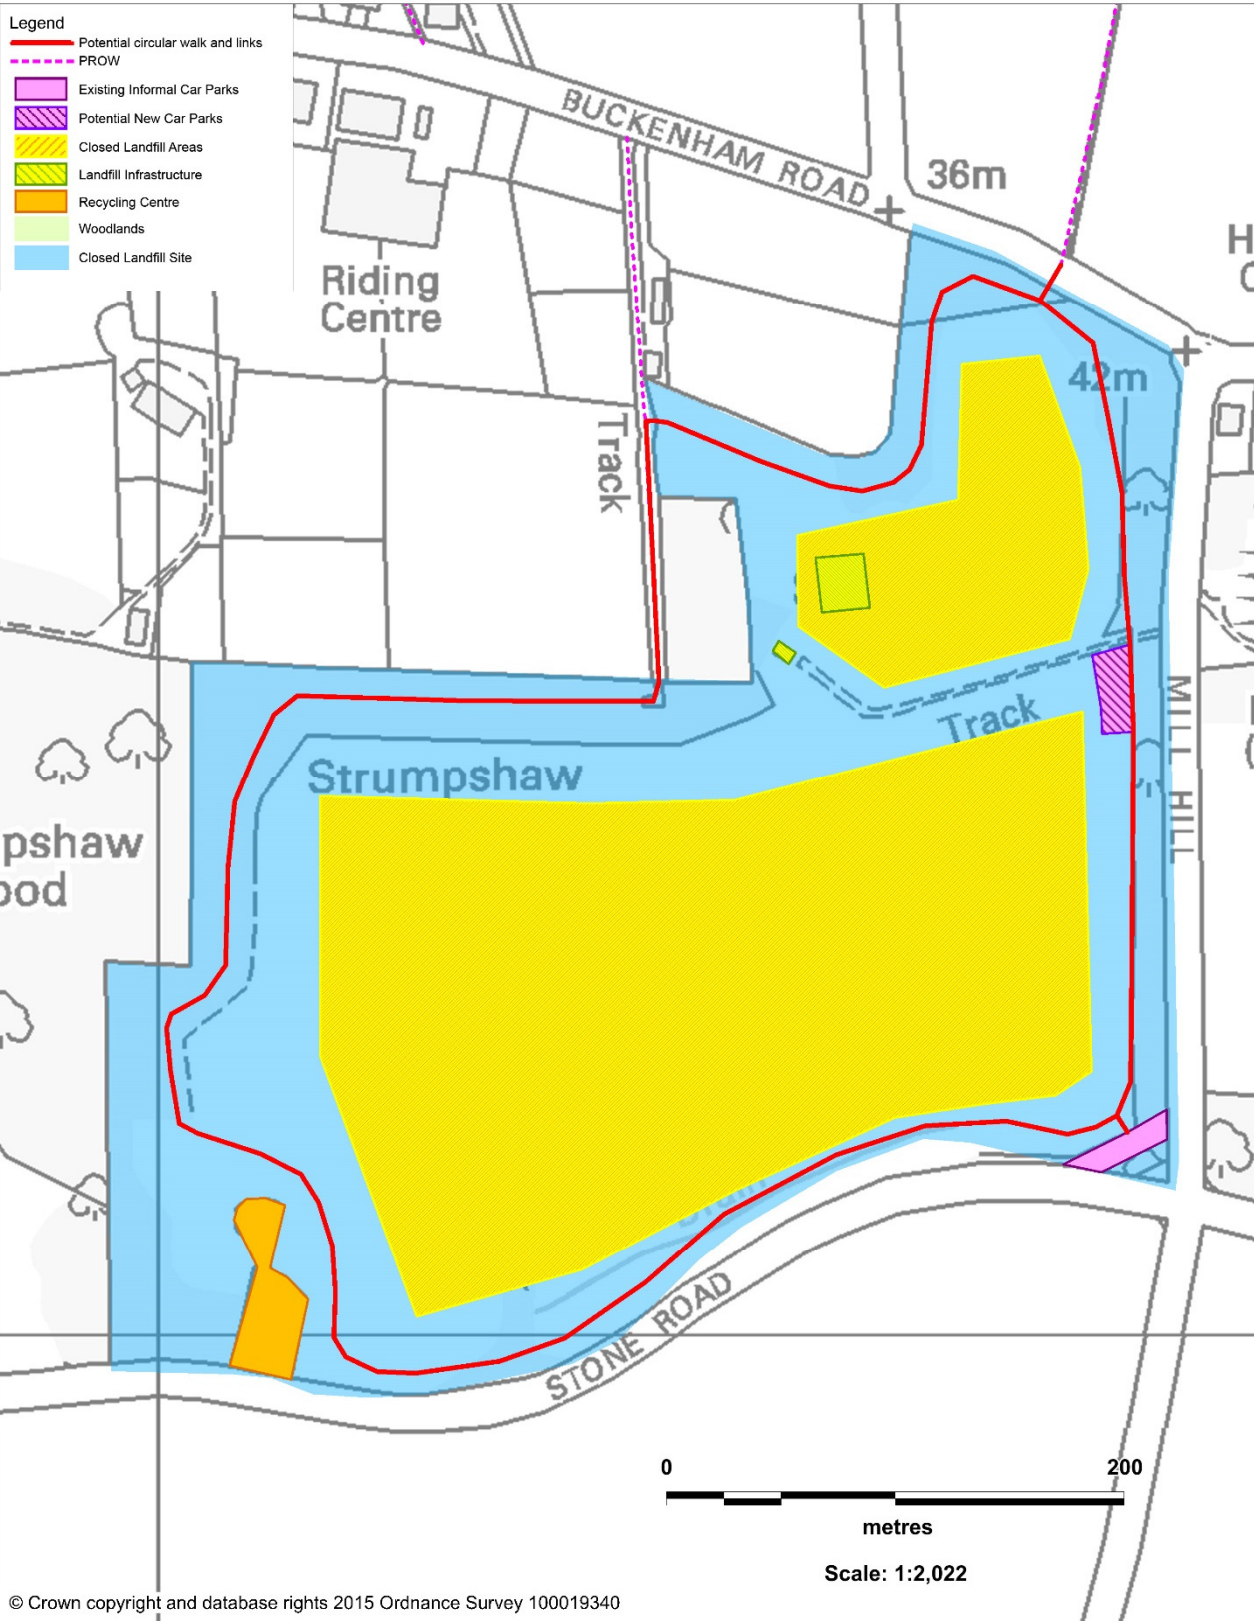 Legend
Potential circular walk and links
PROW
Existing Informal Car Parks
Potential New Car Parks
Closed Landfill Areas
Landfill Infrastructure
Recycling Centre
Woodlands
Closed Landfill Site
BUCKENHAM ROAD
36m
H
C
Riding
Centre
42m
Track
Track
MILL HILL
Strumpshaw
pshaw
ood
Drain
STONE ROAD
0 200
metres
Scale: 1:2,022
© Crown copyright and database rights 2015 Ordnance Survey 100019340